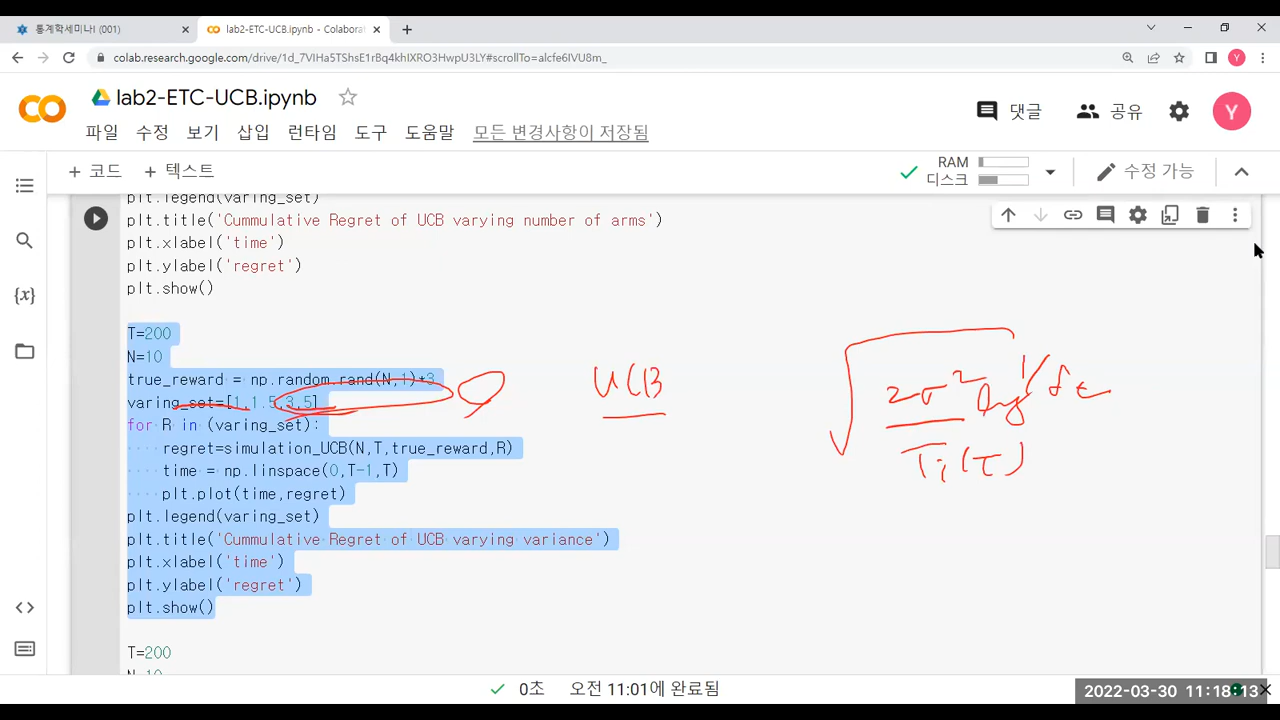 통계학세미나I (001)
lab2-ETC-UCB.ipynb - Colaborat
colab.research.google.com/drive/1d_7VIHa5TShsE1rBq4khIXRO3HwpU3LY#scrollTo=alcfe6IVU8m_
Y
CO
lab2-ETC-UCB.ipynb
댓글
공유
Y
파일 수정 보기 삽입 런타임 도구 도움말 모든 변경사항이 저장됨
+ 코드 + 텍스트
RAM
디스크
수정 가능
plt.legend(varing_set)
plt.title('Cummulative Regret of UCB varying number of arms')
plt.xlabel('time')
plt.ylabel('regret')
plt.show()
T=200
N=10
true_reward = np.random.rand(N,1)*3
varing_set=[1,1.5,3,5]
for R in (varing_set):
regret=simulation_UCB(N,T,true_reward,R)
time = np.linspace(0,T-1,T)
plt.plot(time,regret)
plt.legend(varing_set)
plt.title('Cummulative Regret of UCB varying variance')
plt.xlabel('time')
plt.ylabel('regret')
plt.show()
UCB
2σ² log 1/δ
T=200
N=10
{x}
<>
0초 오전 11:01에 완료됨
2022-03-30 11:18:13